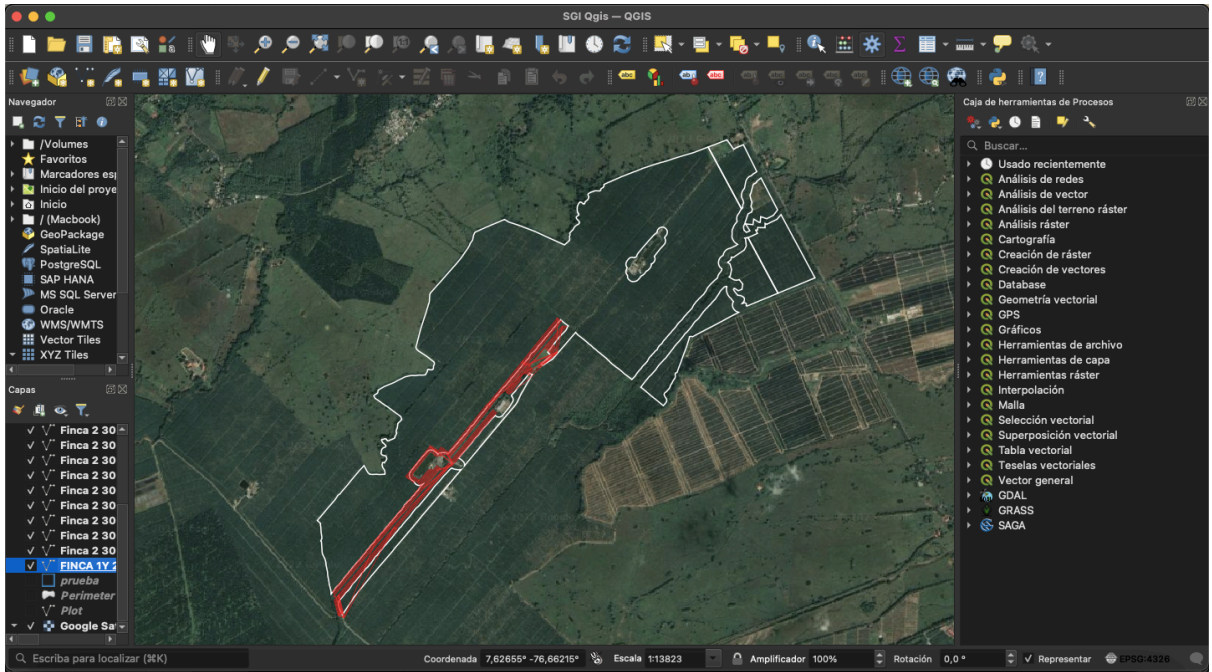 SGI Qgis — QGIS
Navegador
/Volumes
Favoritos
Marcadores esp
Inicio del proye
Inicio
/ (Macbook)
GeoPackage
SpatiaLite
PostgreSQL
SAP HANA
MS SQL Server
Oracle
WMS/WMTS
Vector Tiles
XYZ Tiles
Capas
Finca 2 30
Finca 2 30
Finca 2 30
Finca 2 30
Finca 2 30
Finca 2 30
Finca 2 30
Finca 2 30
Finca 2 30
FINCA 1Y 2
prueba
Perimeter
Plot
Google Sa
Caja de herramientas de Procesos
Buscar...
Usado recientemente
Análisis de redes
Análisis de vector
Análisis del terreno ráster
Análisis ráster
Cartografía
Creación de ráster
Creación de vectores
Database
Geometría vectorial
GPS
Gráficos
Herramientas de archivo
Herramientas de capa
Herramientas ráster
Interpolación
Malla
Selección vectorial
Superposición vectorial
Tabla vectorial
Teselas vectoriales
Vector general
GDAL
GRASS
SAGA
Escriba para localizar (⌘K)
Coordenada 7,62655° -76,66215° Escala 1:13823 Amplificador 100% Rotación 0,0 ° Representar EPSG:4326